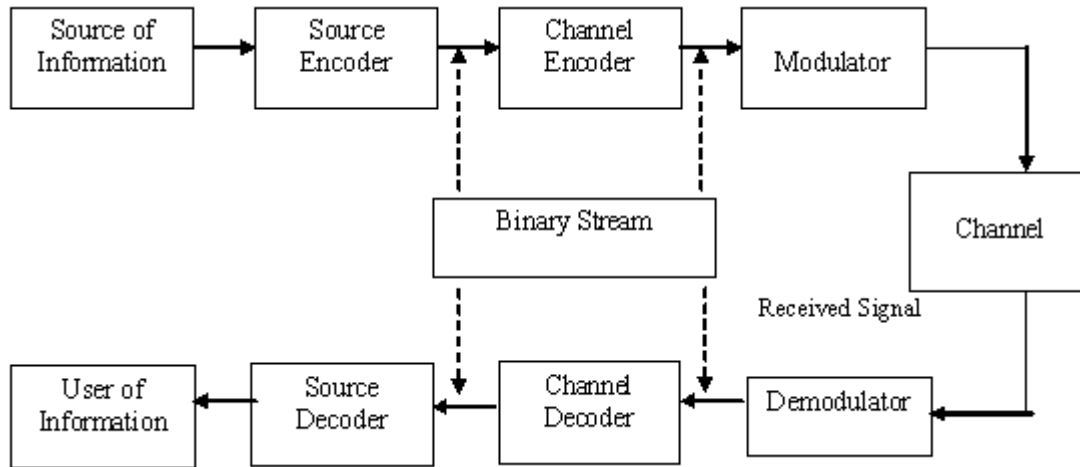 Source of
Information
Source
Encoder
Channel
Encoder
Modulator
Channel
Binary Stream
Received Signal
User of
Information
Source
Decoder
Channel
Decoder
Demodulator